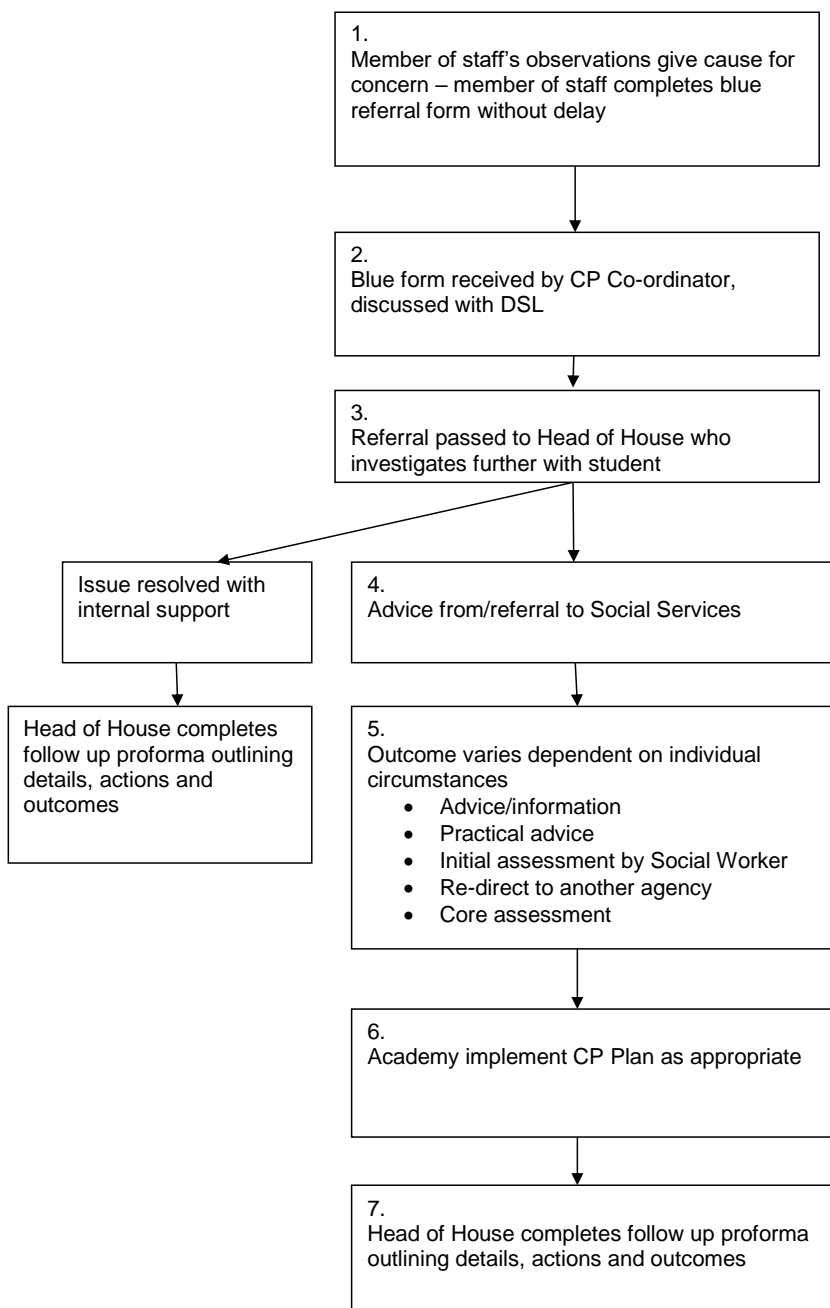 1.
Member of staff’s observations give cause for
concern – member of staff completes blue
referral form without delay
2.
Blue form received by CP Co-ordinator,
discussed with DSL
3.
Referral passed to Head of House who
investigates further with student
Issue resolved with
internal support
Head of House completes
follow up proforma outlining
details, actions and
outcomes
4.
Advice from/referral to Social Services
5.
Outcome varies dependent on individual
circumstances
• Advice/information
• Practical advice
• Initial assessment by Social Worker
• Re-direct to another agency
• Core assessment
6.
Academy implement CP Plan as appropriate
7.
Head of House completes follow up proforma
outlining details, actions and outcomes